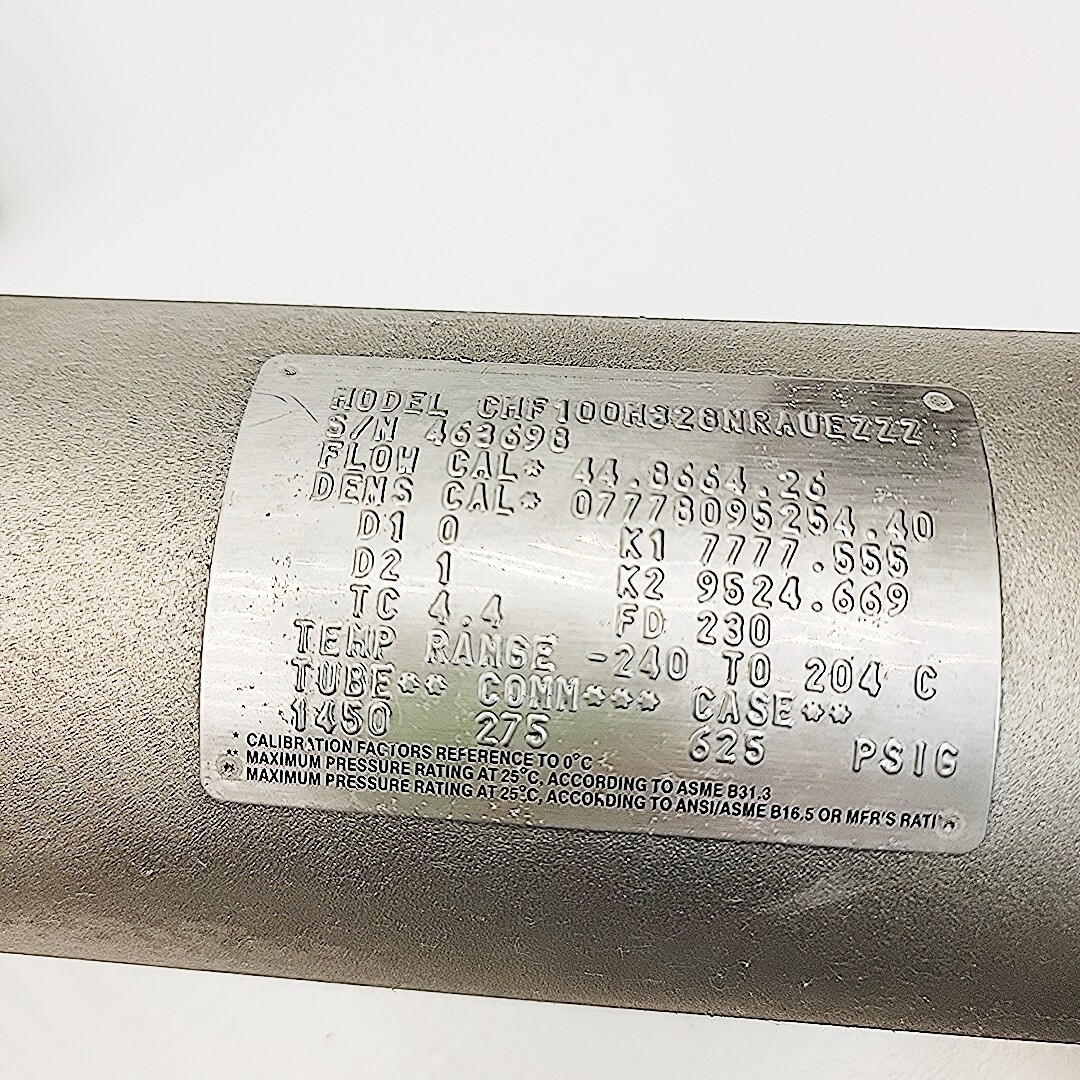 MODEL CMF100H328NRAUEZZZ
S/N 463698
FLOW CAL* 44.8664.26
DENS CAL* 07778095254.40
D1 0 K1 7777.555
D2 1 K2 9524.669
TC 4.4 FD 230
TEMP RANGE -240 TO 204 C
TUBE** COMM*** CASE**
1450 275 625 PSIG
* CALIBRATION FACTORS REFERENCE TO 0°C
** MAXIMUM PRESSURE RATING AT 25°C, ACCORDING TO ASME B31.3
MAXIMUM PRESSURE RATING AT 25°C, ACCORDING TO ANSI/ASME B16.5 OR MFR'S